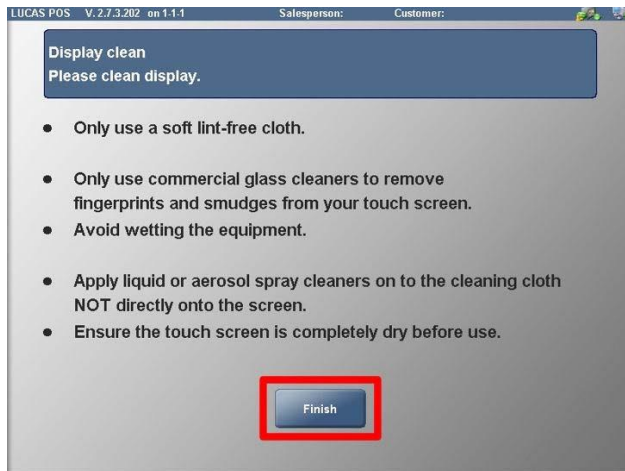 LUCAS POS V. 2.7.3.202 on 1-1-1 Salesperson: Customer:
Display clean
Please clean display.
• Only use a soft lint-free cloth.
• Only use commercial glass cleaners to remove
fingerprints and smudges from your touch screen.
• Avoid wetting the equipment.
• Apply liquid or aerosol spray cleaners on to the cleaning cloth
NOT directly onto the screen.
• Ensure the touch screen is completely dry before use.
Finish